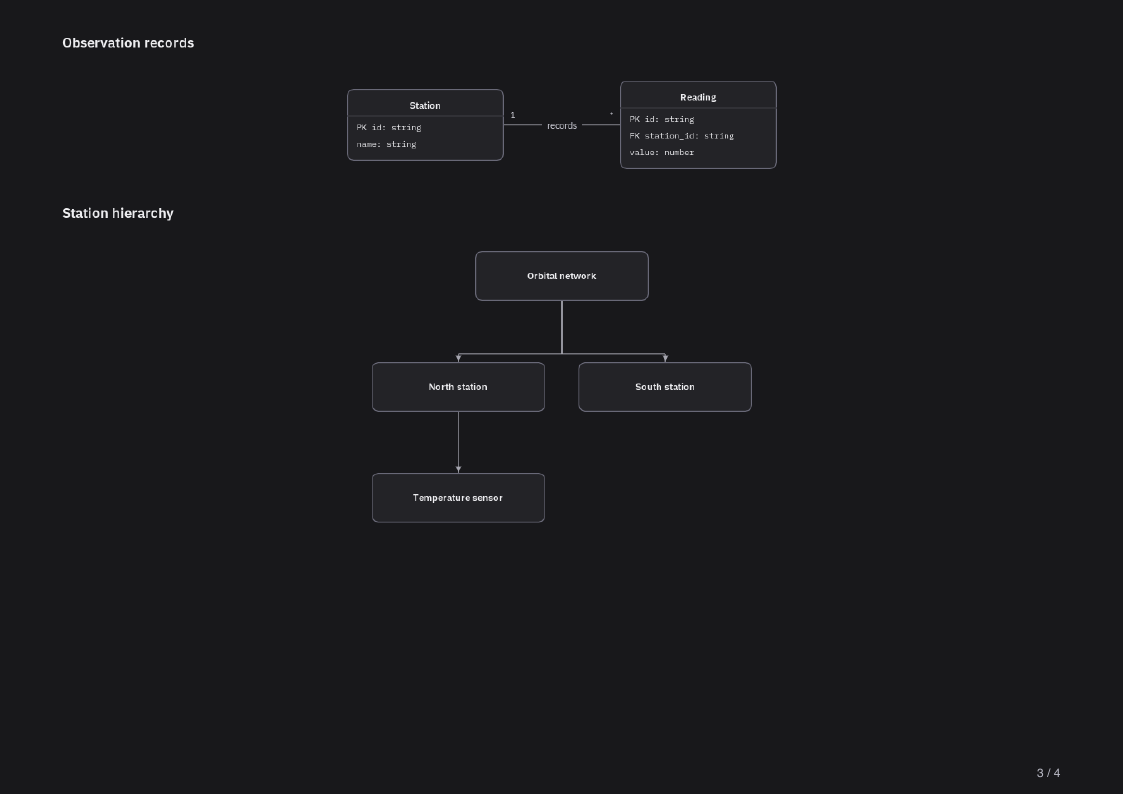 Observation records
Station
PK id: string
name: string
1
records
*
Reading
PK id: string
FK station_id: string
value: number
Station hierarchy
Orbital network
North station
South station
Temperature sensor
3 / 4